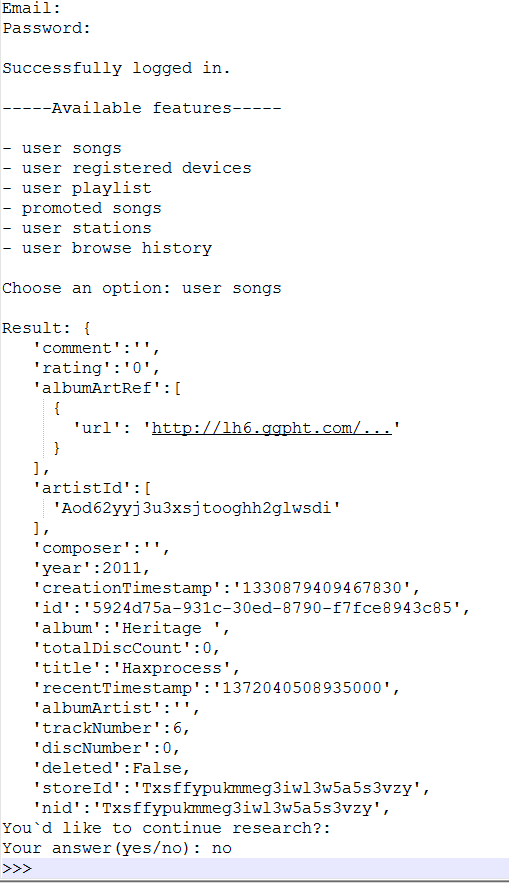 Email:
Password:
Successfully logged in.
-----Available features-----
- user songs
- user registered devices
- user playlist
- promoted songs
- user stations
- user browse history
Choose an option: user songs
Result: {
'comment':'',
'rating':'0',
'albumArtRef':[
{
'url': 'http://lh6.ggpht.com/...'
}
],
'artistId':[
'Aod62yyj3u3xsjtooghh2glwsdi'
],
'composer':'',
'year':2011,
'creationTimestamp':'1330879409467830',
'id':'5924d75a-931c-30ed-8790-f7fce8943c85',
'album':'Heritage ',
'totalDiscCount':0,
'title':'Haxprocess',
'recentTimestamp':'1372040508935000',
'albumArtist':'',
'trackNumber':6,
'discNumber':0,
'deleted':False,
'storeId':'Txsffypukmmeg3iwl3w5a5s3vzy',
'nid':'Txsffypukmmeg3iwl3w5a5s3vzy',
You`d like to continue research?:
Your answer(yes/no): no
>>>